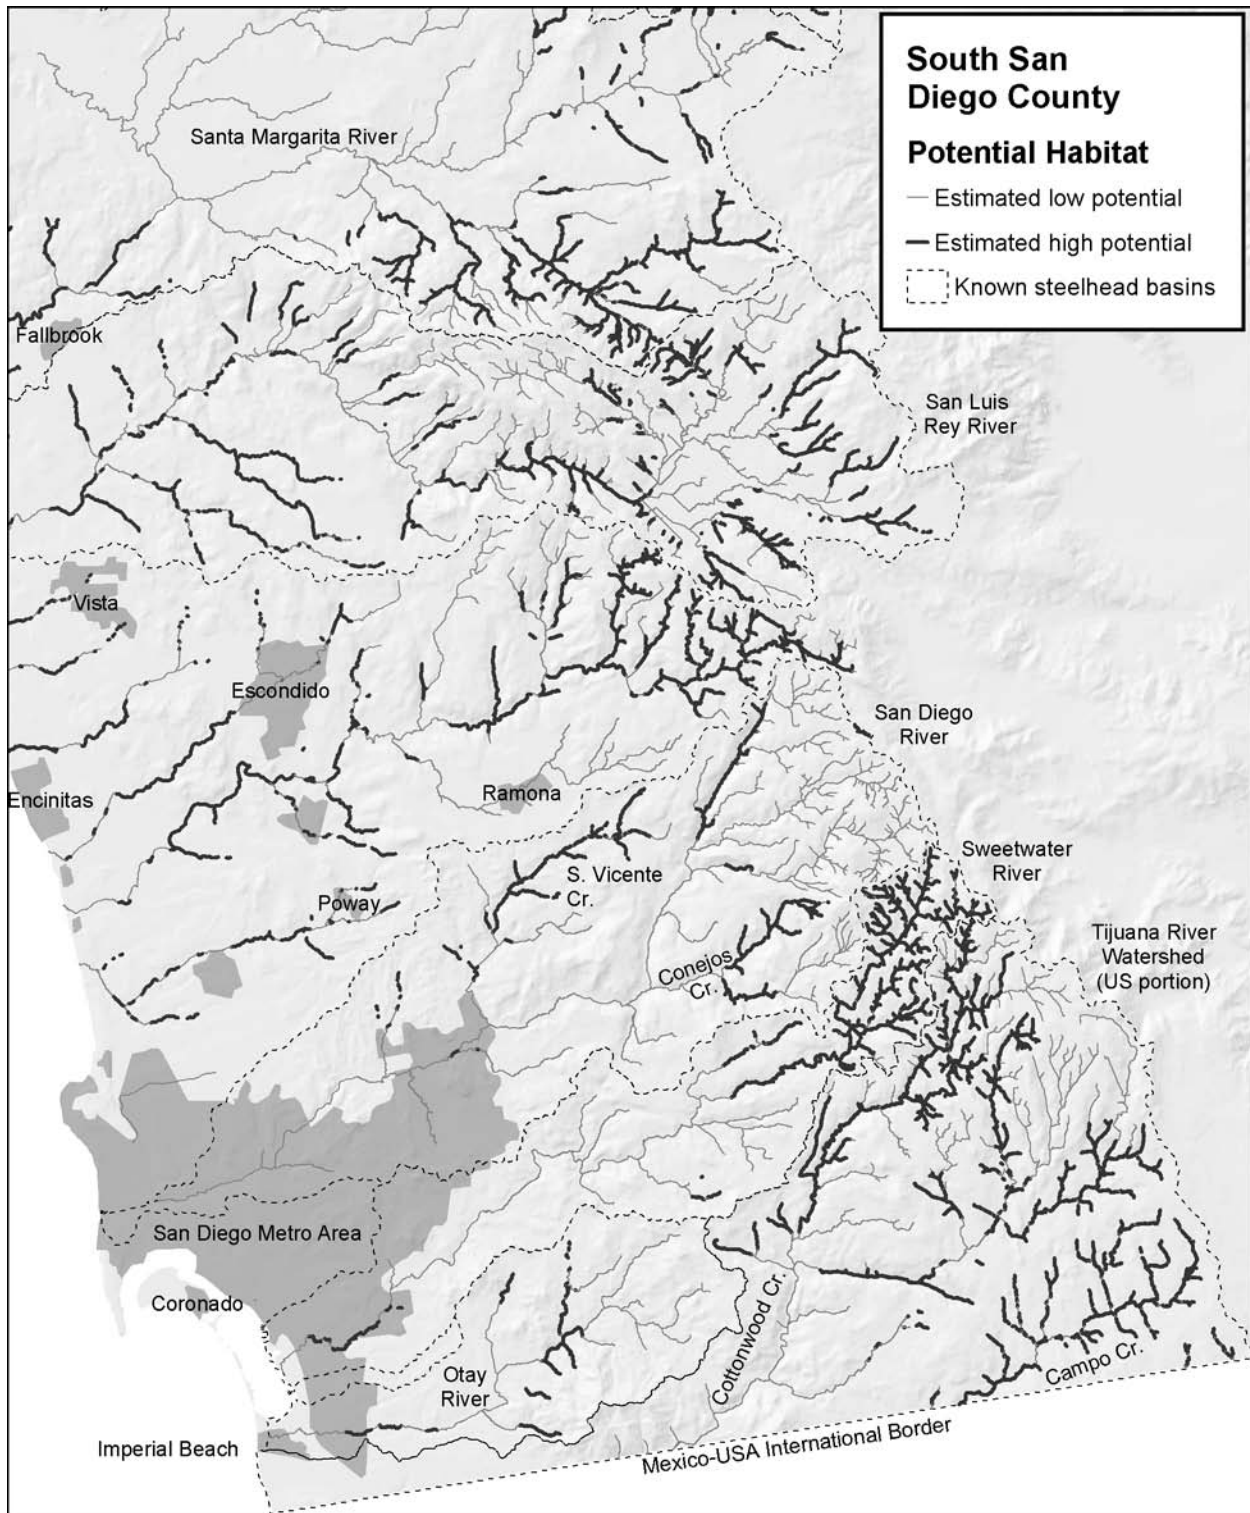 South San
Diego County
Potential Habitat
Estimated low potential
Estimated high potential
Known steelhead basins
Santa Margarita River
Fallbrook
San Luis
Rey River
Vista
Escondido
San Diego
River
Encinitas
Ramona
Sweetwater
River
S. Vicente
Cr.
Poway
Tijuana River
Watershed
(US portion)
Conejos
Cr.
San Diego Metro Area
Coronado
Cottonwood Cr.
Otay
River
Campo Cr.
Imperial Beach
Mexico-USA International Border